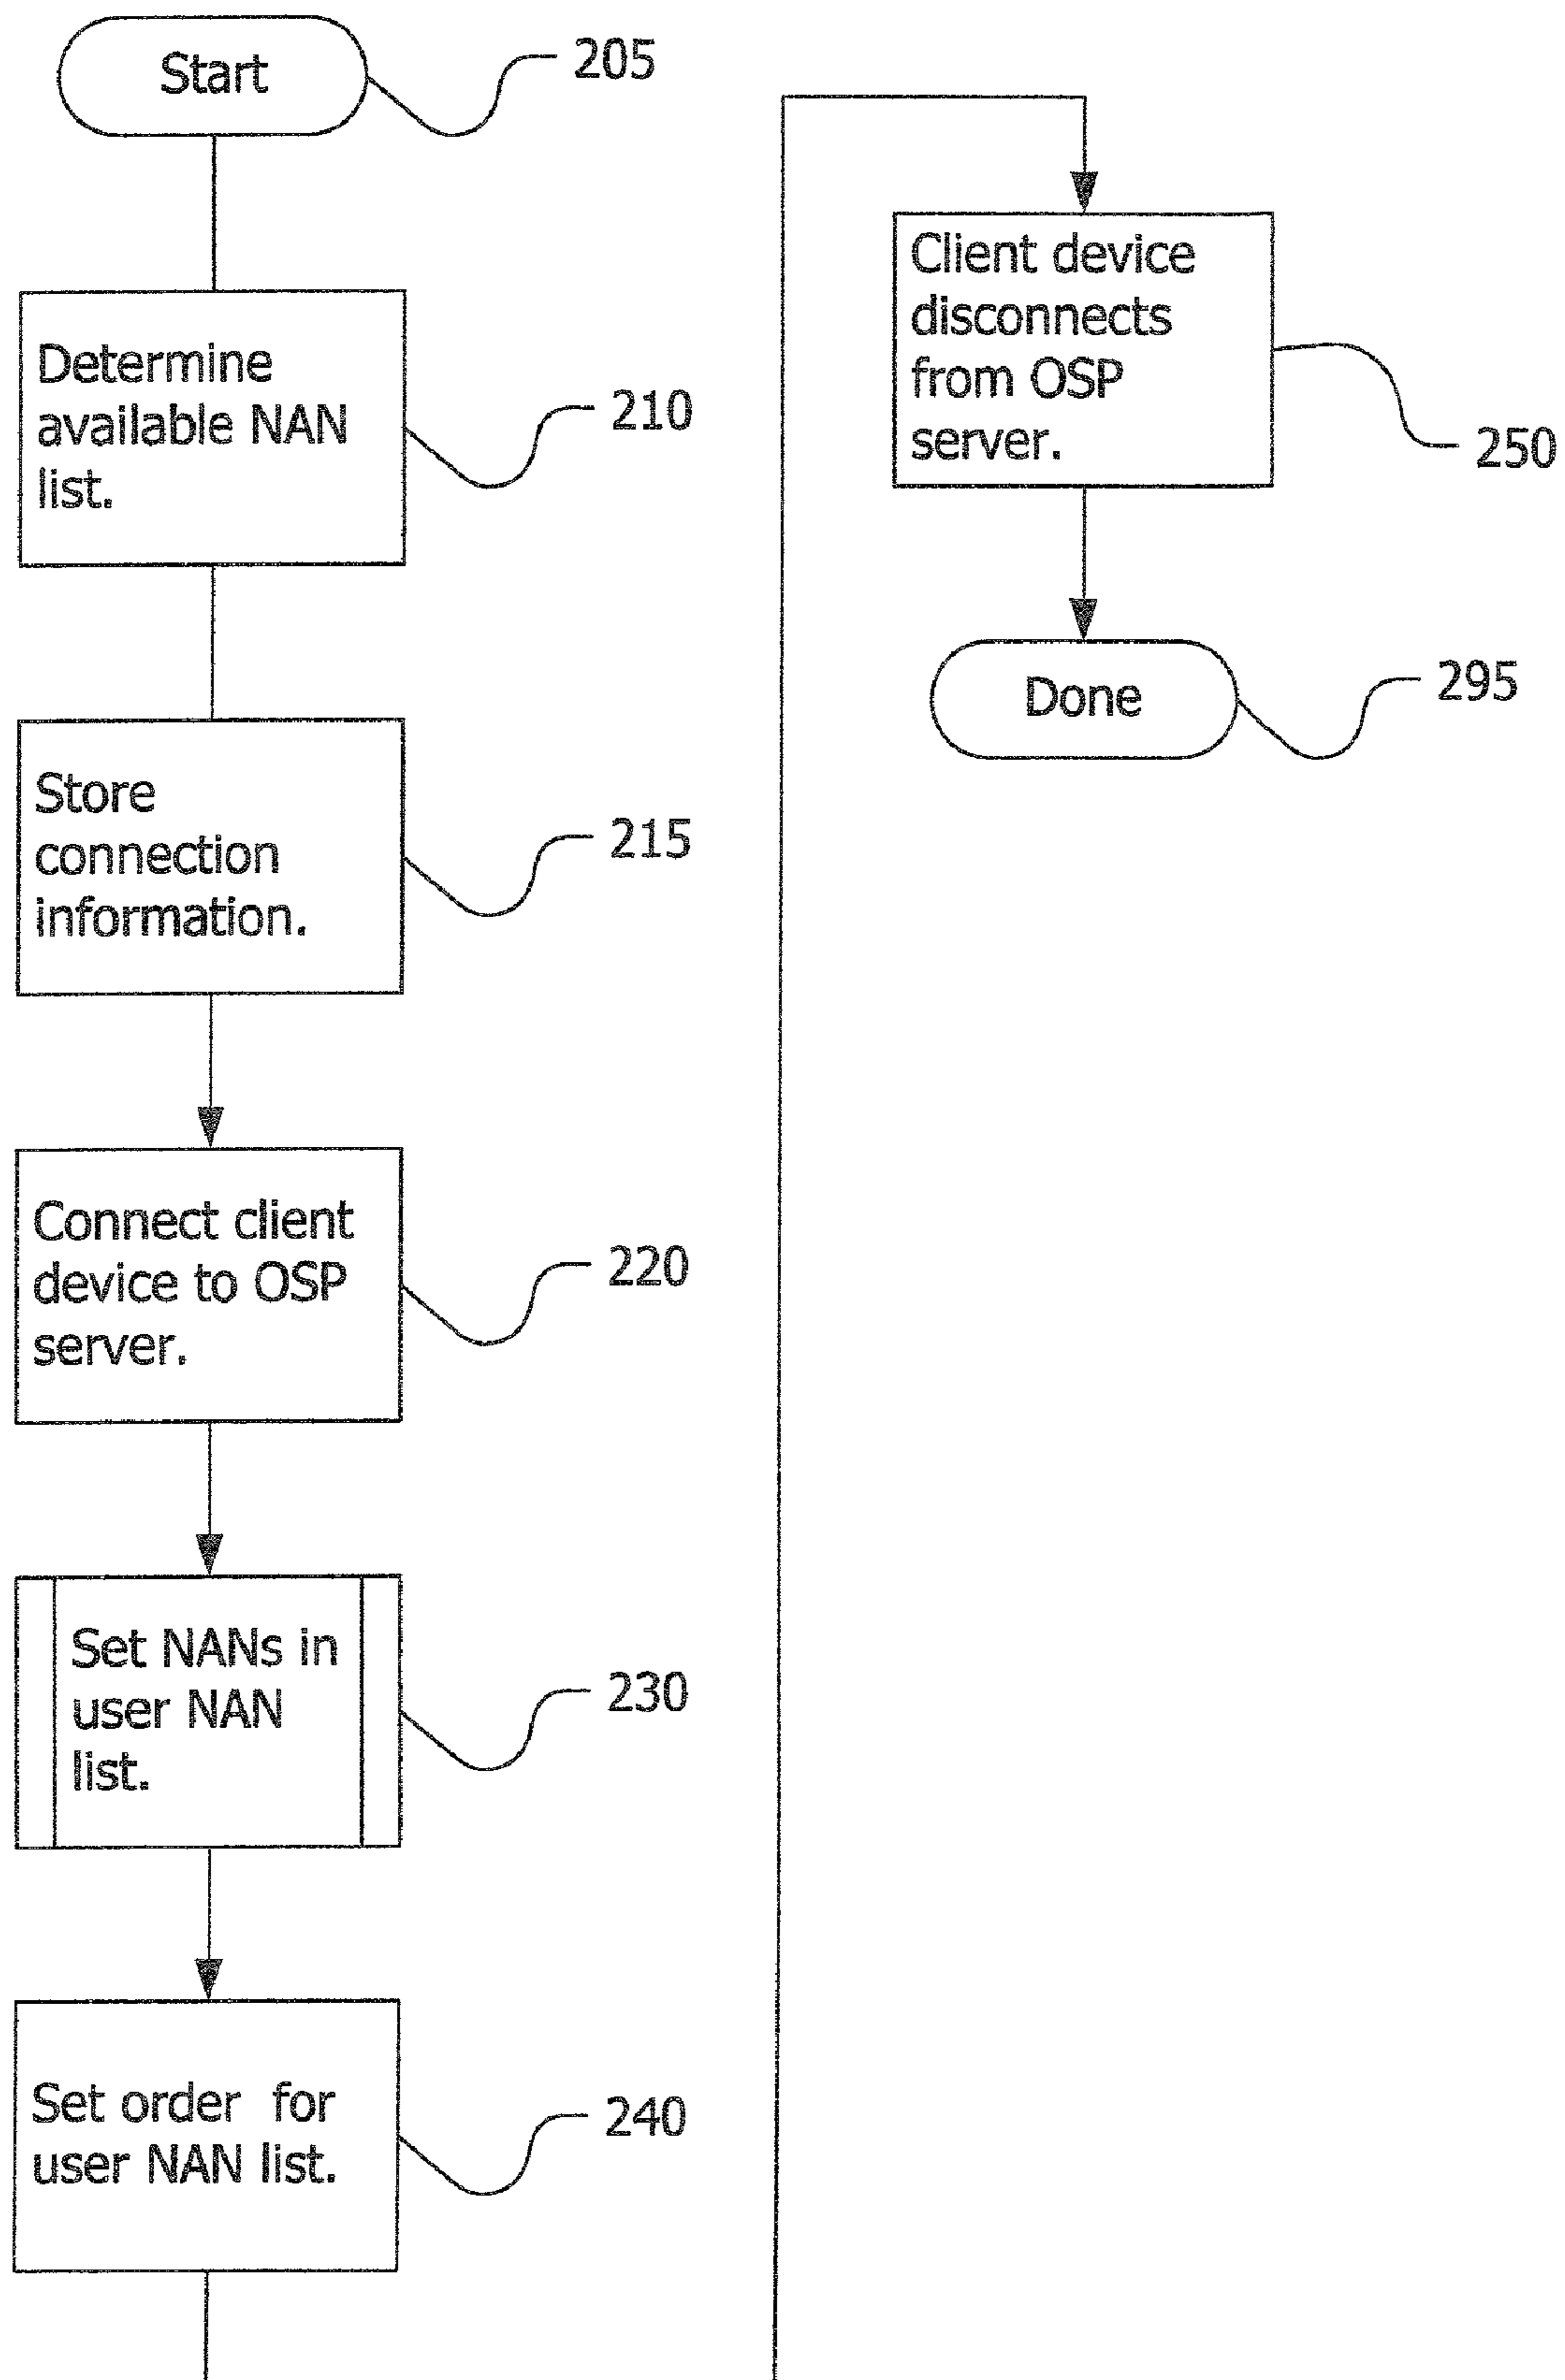 Start
205
Determine
available NAN
list.
210
Store
connection
information.
215
Connect client
device to OSP
server.
220
Set NANs in
user NAN
list.
230
Set order for
user NAN list.
240
Client device
disconnects
from OSP
server.
250
Done
295